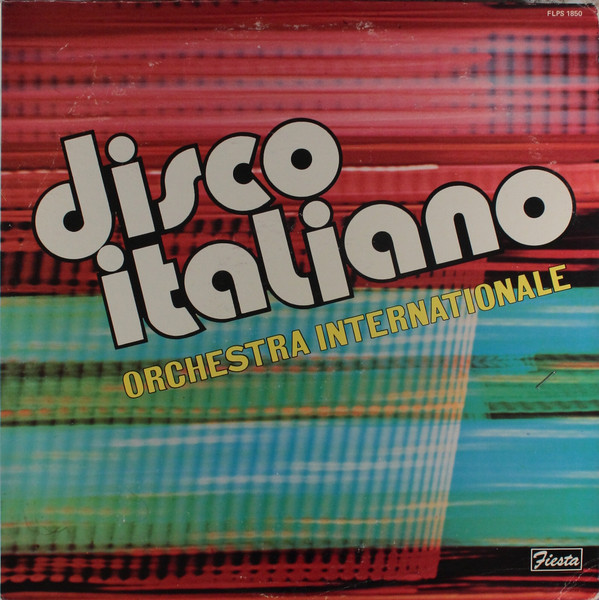 FLPS 1850
disco
italiano
ORCHESTRA INTERNATIONALE
Fiesta